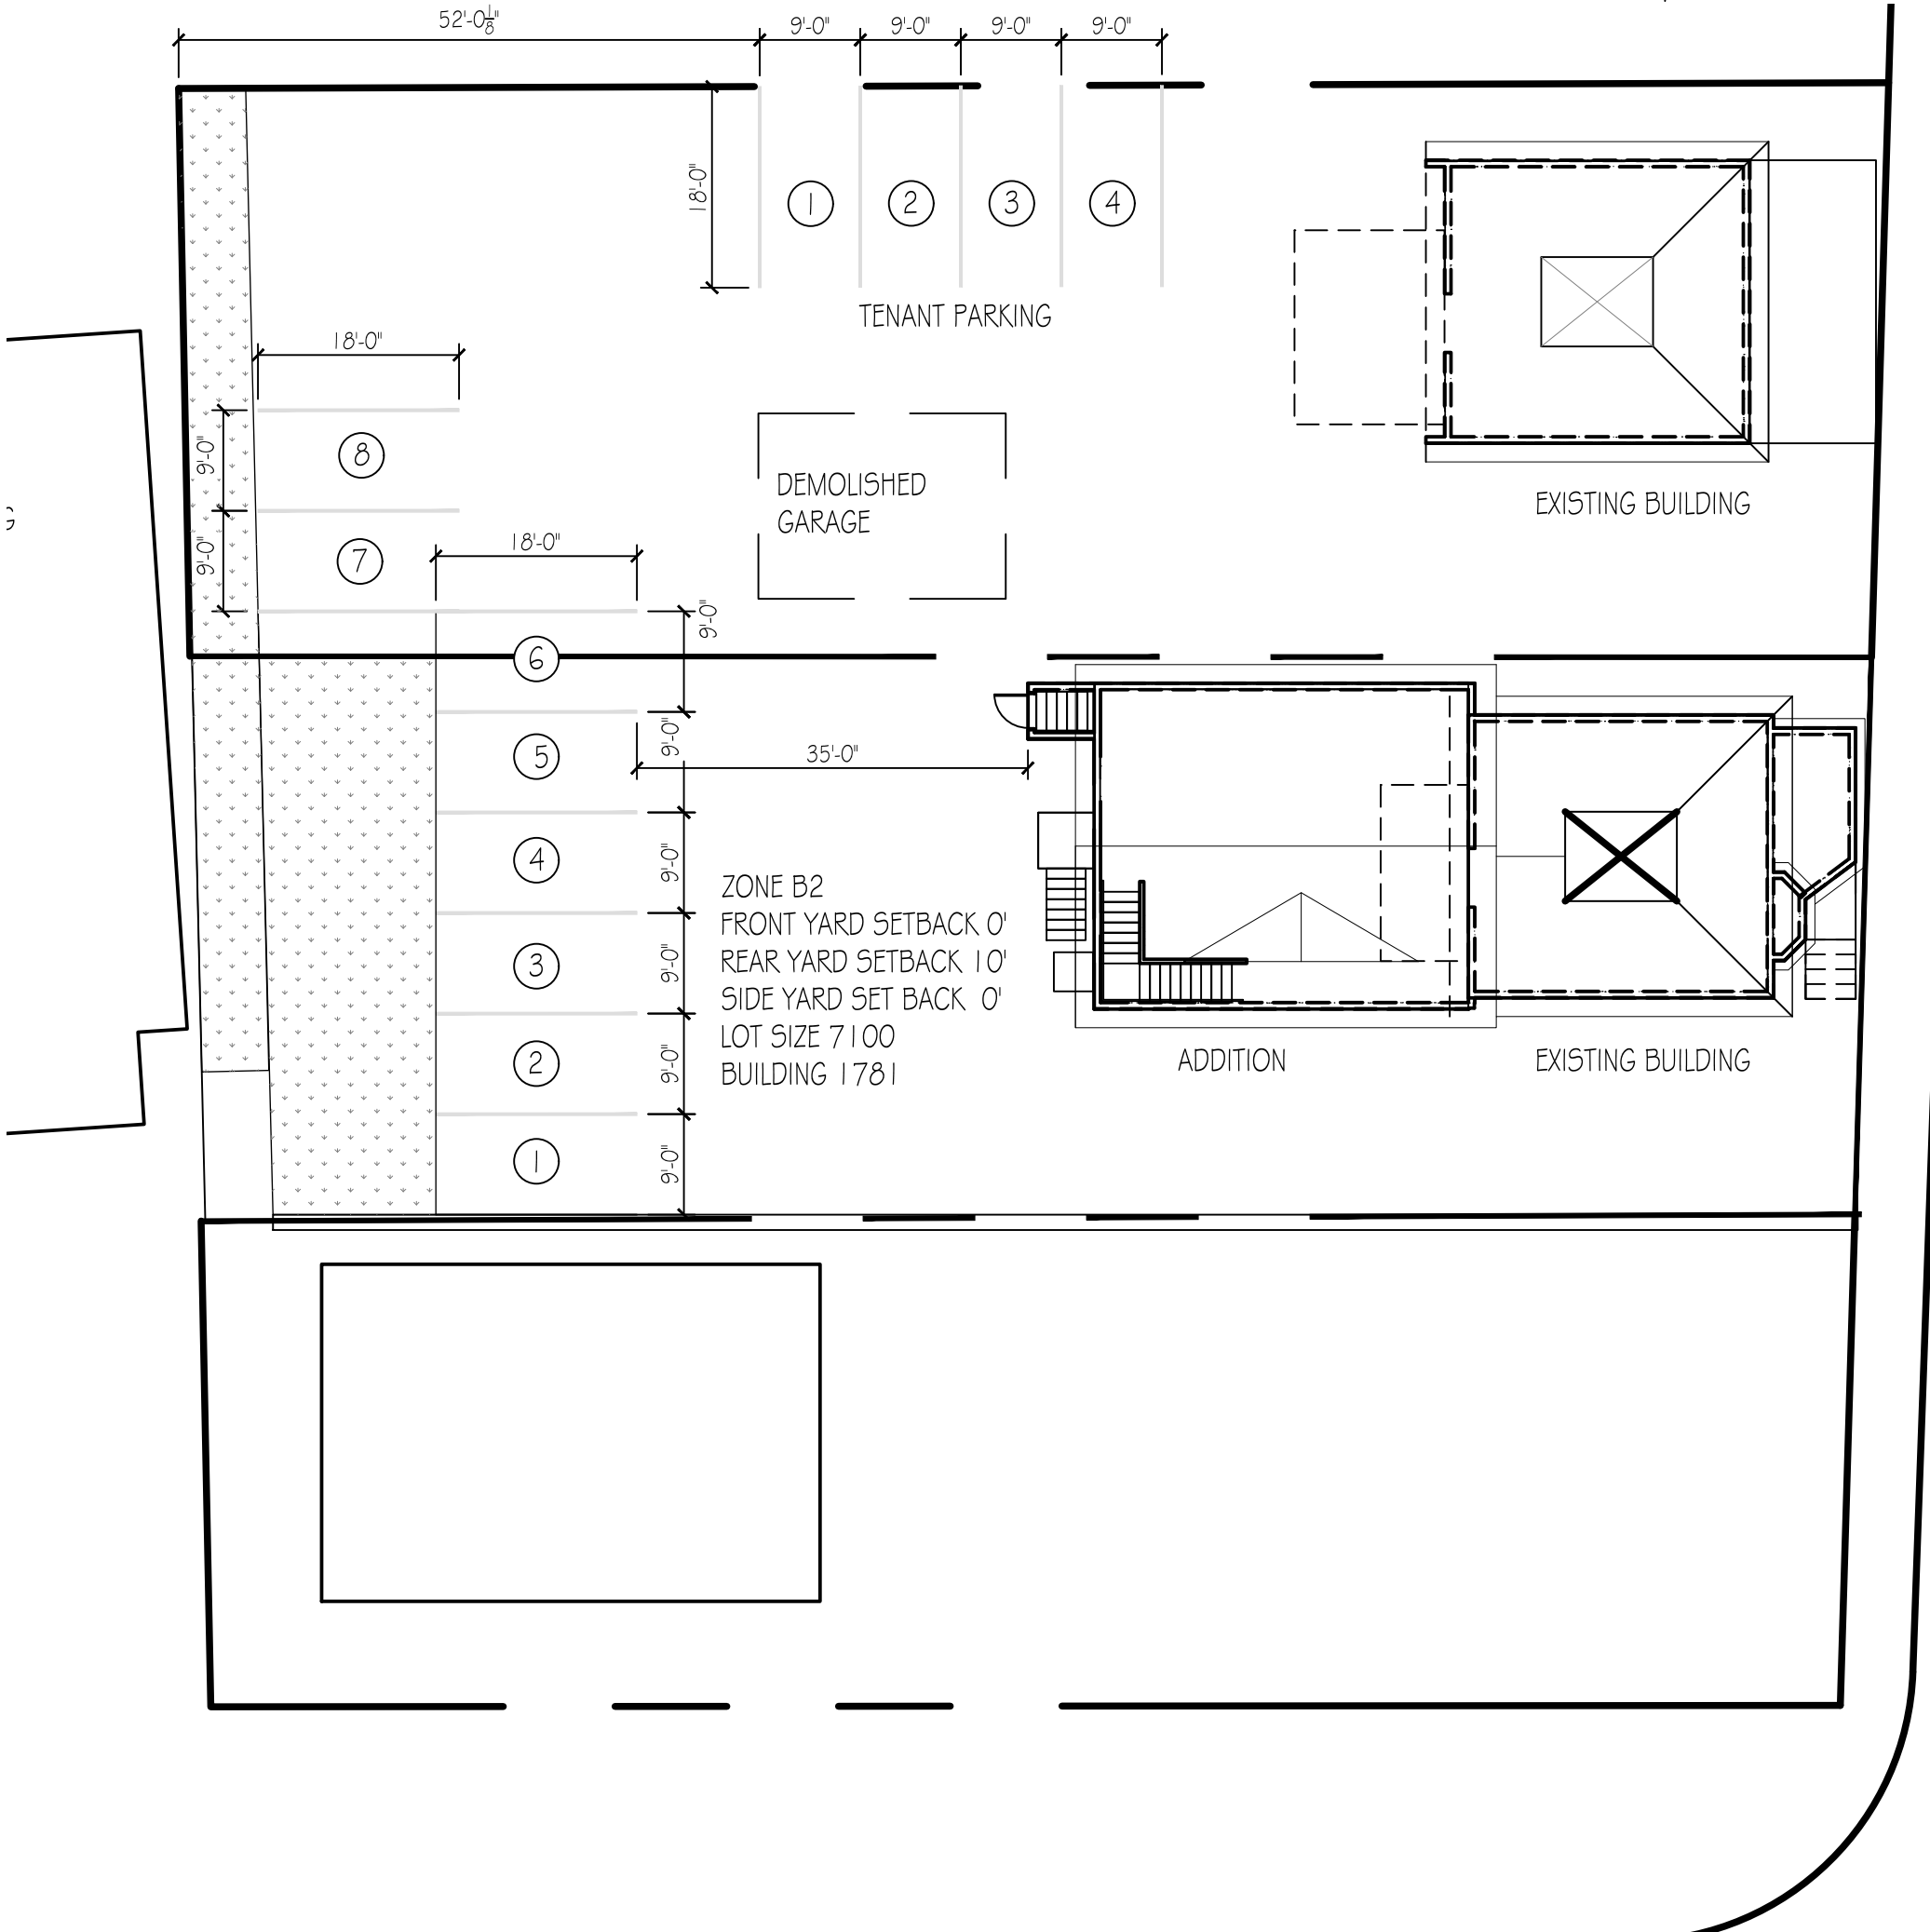 52'-0 1/8"
9'-0" 9'-0" 9'-0" 9'-0"
18'-0"
1 2 3 4
TENANT PARKING
18'-0"
9'-0"
8
DEMOLISHED
GARAGE
EXISTING BUILDING
G
18'-0"
9'-0"
7
9'-0"
6
9'-0"
5
35'-0"
4
9'-0"
ZONE B2
FRONT YARD SETBACK 0'
REAR YARD SETBACK 10'
SIDE YARD SET BACK 0'
LOT SIZE 7100
BUILDING 1781
3
9'-0"
2
9'-0"
ADDITION
EXISTING BUILDING
1
9'-0"